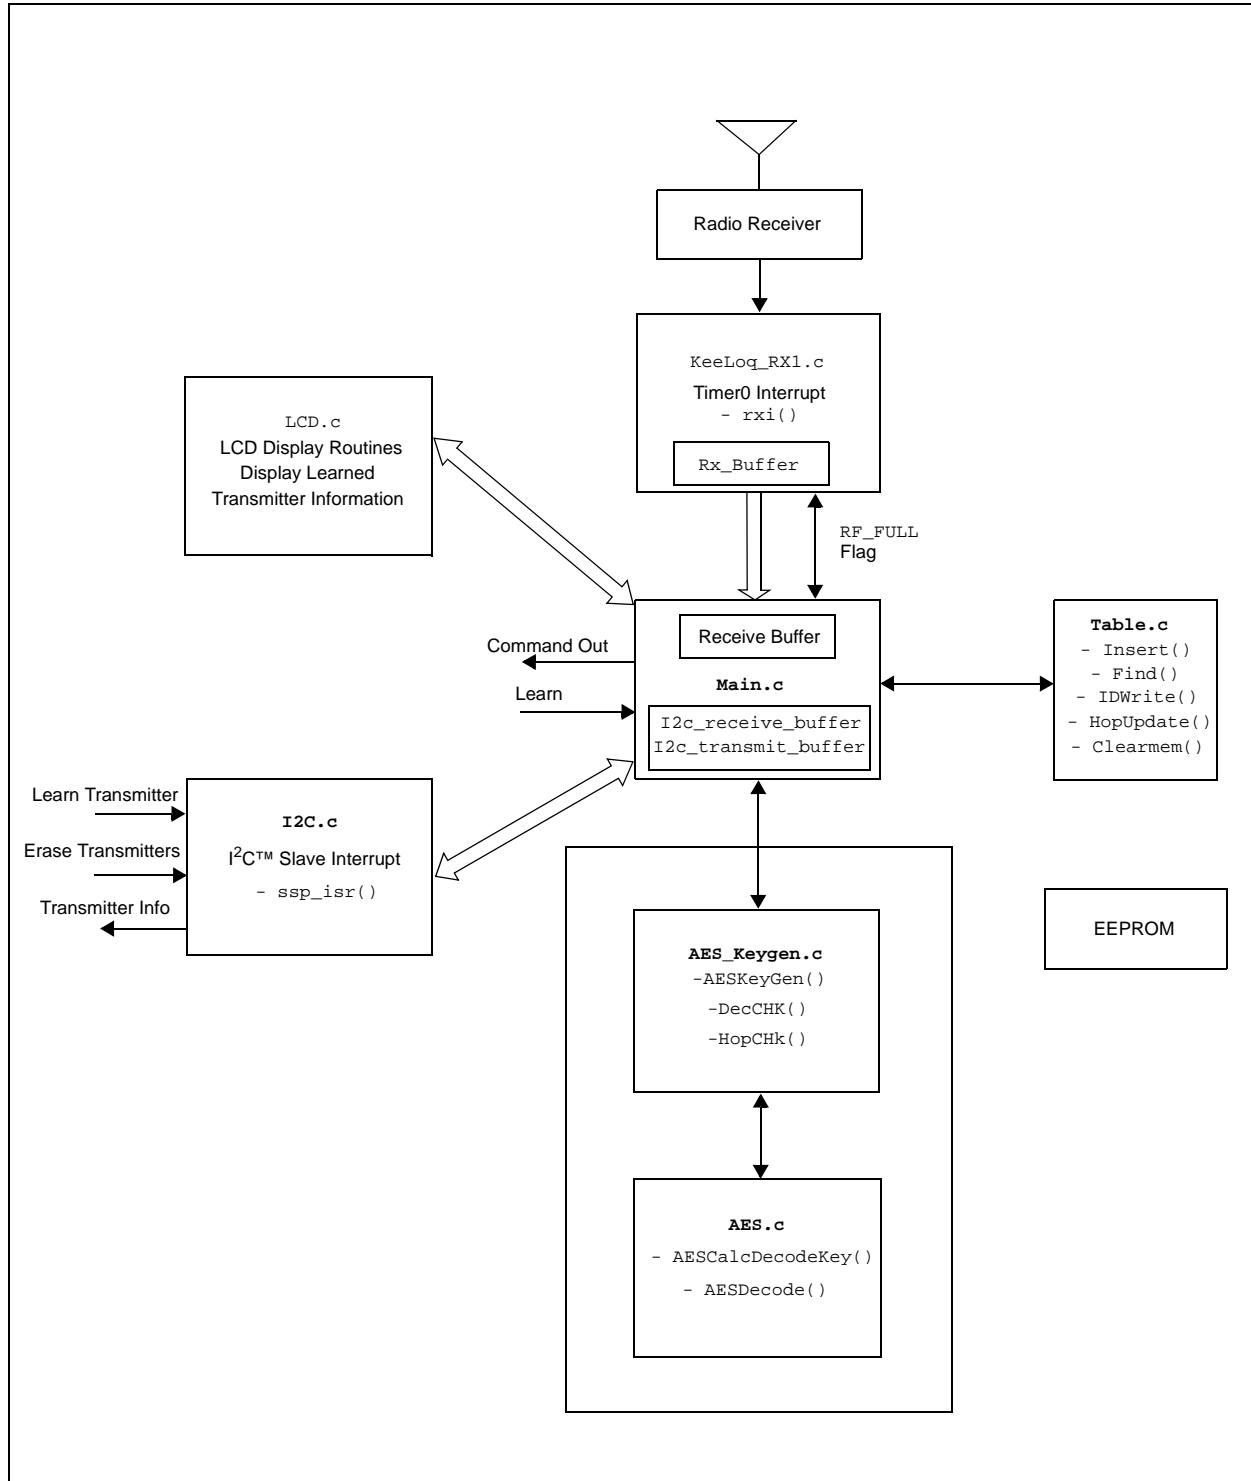 Radio Receiver
KeeLoq_RX1.c
Timer0 Interrupt
- rxi()
Rx_Buffer
LCD.c
LCD Display Routines
Display Learned
Transmitter Information
RF_FULL
Flag
Receive Buffer
Main.c
I2c_receive_buffer
I2c_transmit_buffer
Command Out
Learn
Table.c
- Insert()
- Find()
- IDWrite()
- HopUpdate()
- Clearmem()
Learn Transmitter
Erase Transmitters
Transmitter Info
I2C.c
I²C™ Slave Interrupt
- ssp_isr()
AES_Keygen.c
-AESKeyGen()
-DecCHK()
-HopCHk()
EEPROM
AES.c
- AESCalcDecodeKey()
- AESDecode()